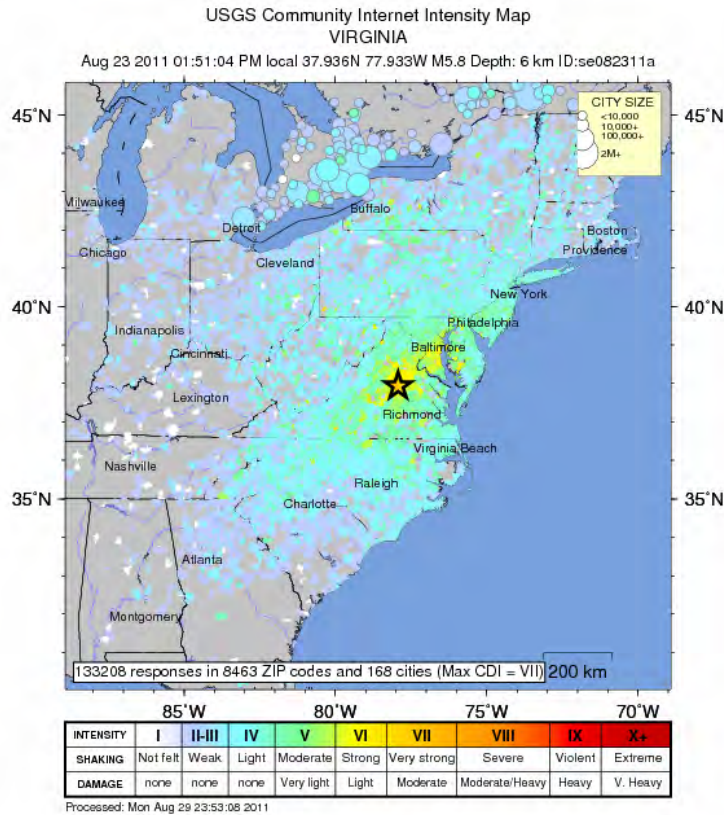 USGS Community Internet Intensity Map
VIRGINIA
Aug 23 2011 01:51:04 PM local 37.936N 77.933W M5.8 Depth: 6 km ID:se082311a
CITY SIZE
<10,000
10,000+
100,000+
2M+
45°N
45°N
Milwaukee
Buffalo
Detroit
Boston
Chicago
Providence
Cleveland
New York
40°N
40°N
Philadelphia
Indianapolis
Baltimore
Cincinnati
Lexington
Richmond
Virginia Beach
Nashville
Raleigh
35°N
35°N
Charlotte
Atlanta
Montgomery
133208 responses in 8463 ZIP codes and 168 cities (Max CDI = VII)
200 km
85°W 80°W 75°W 70°W
INTENSITY I II-III IV V VI VII VIII IX X+
SHAKING Not felt Weak Light Moderate Strong Very strong Severe Violent Extreme
DAMAGE none none none Very light Light Moderate Moderate/Heavy Heavy V. Heavy
Processed: Mon Aug 29 23:53:08 2011